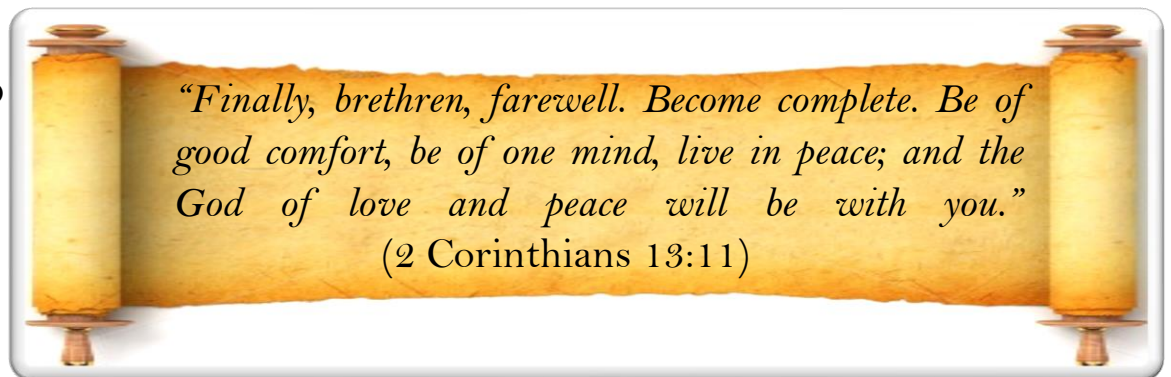 “Finally, brethren, farewell. Become complete. Be of
good comfort, be of one mind, live in peace; and the
God of love and peace will be with you.”
(2 Corinthians 13:11)